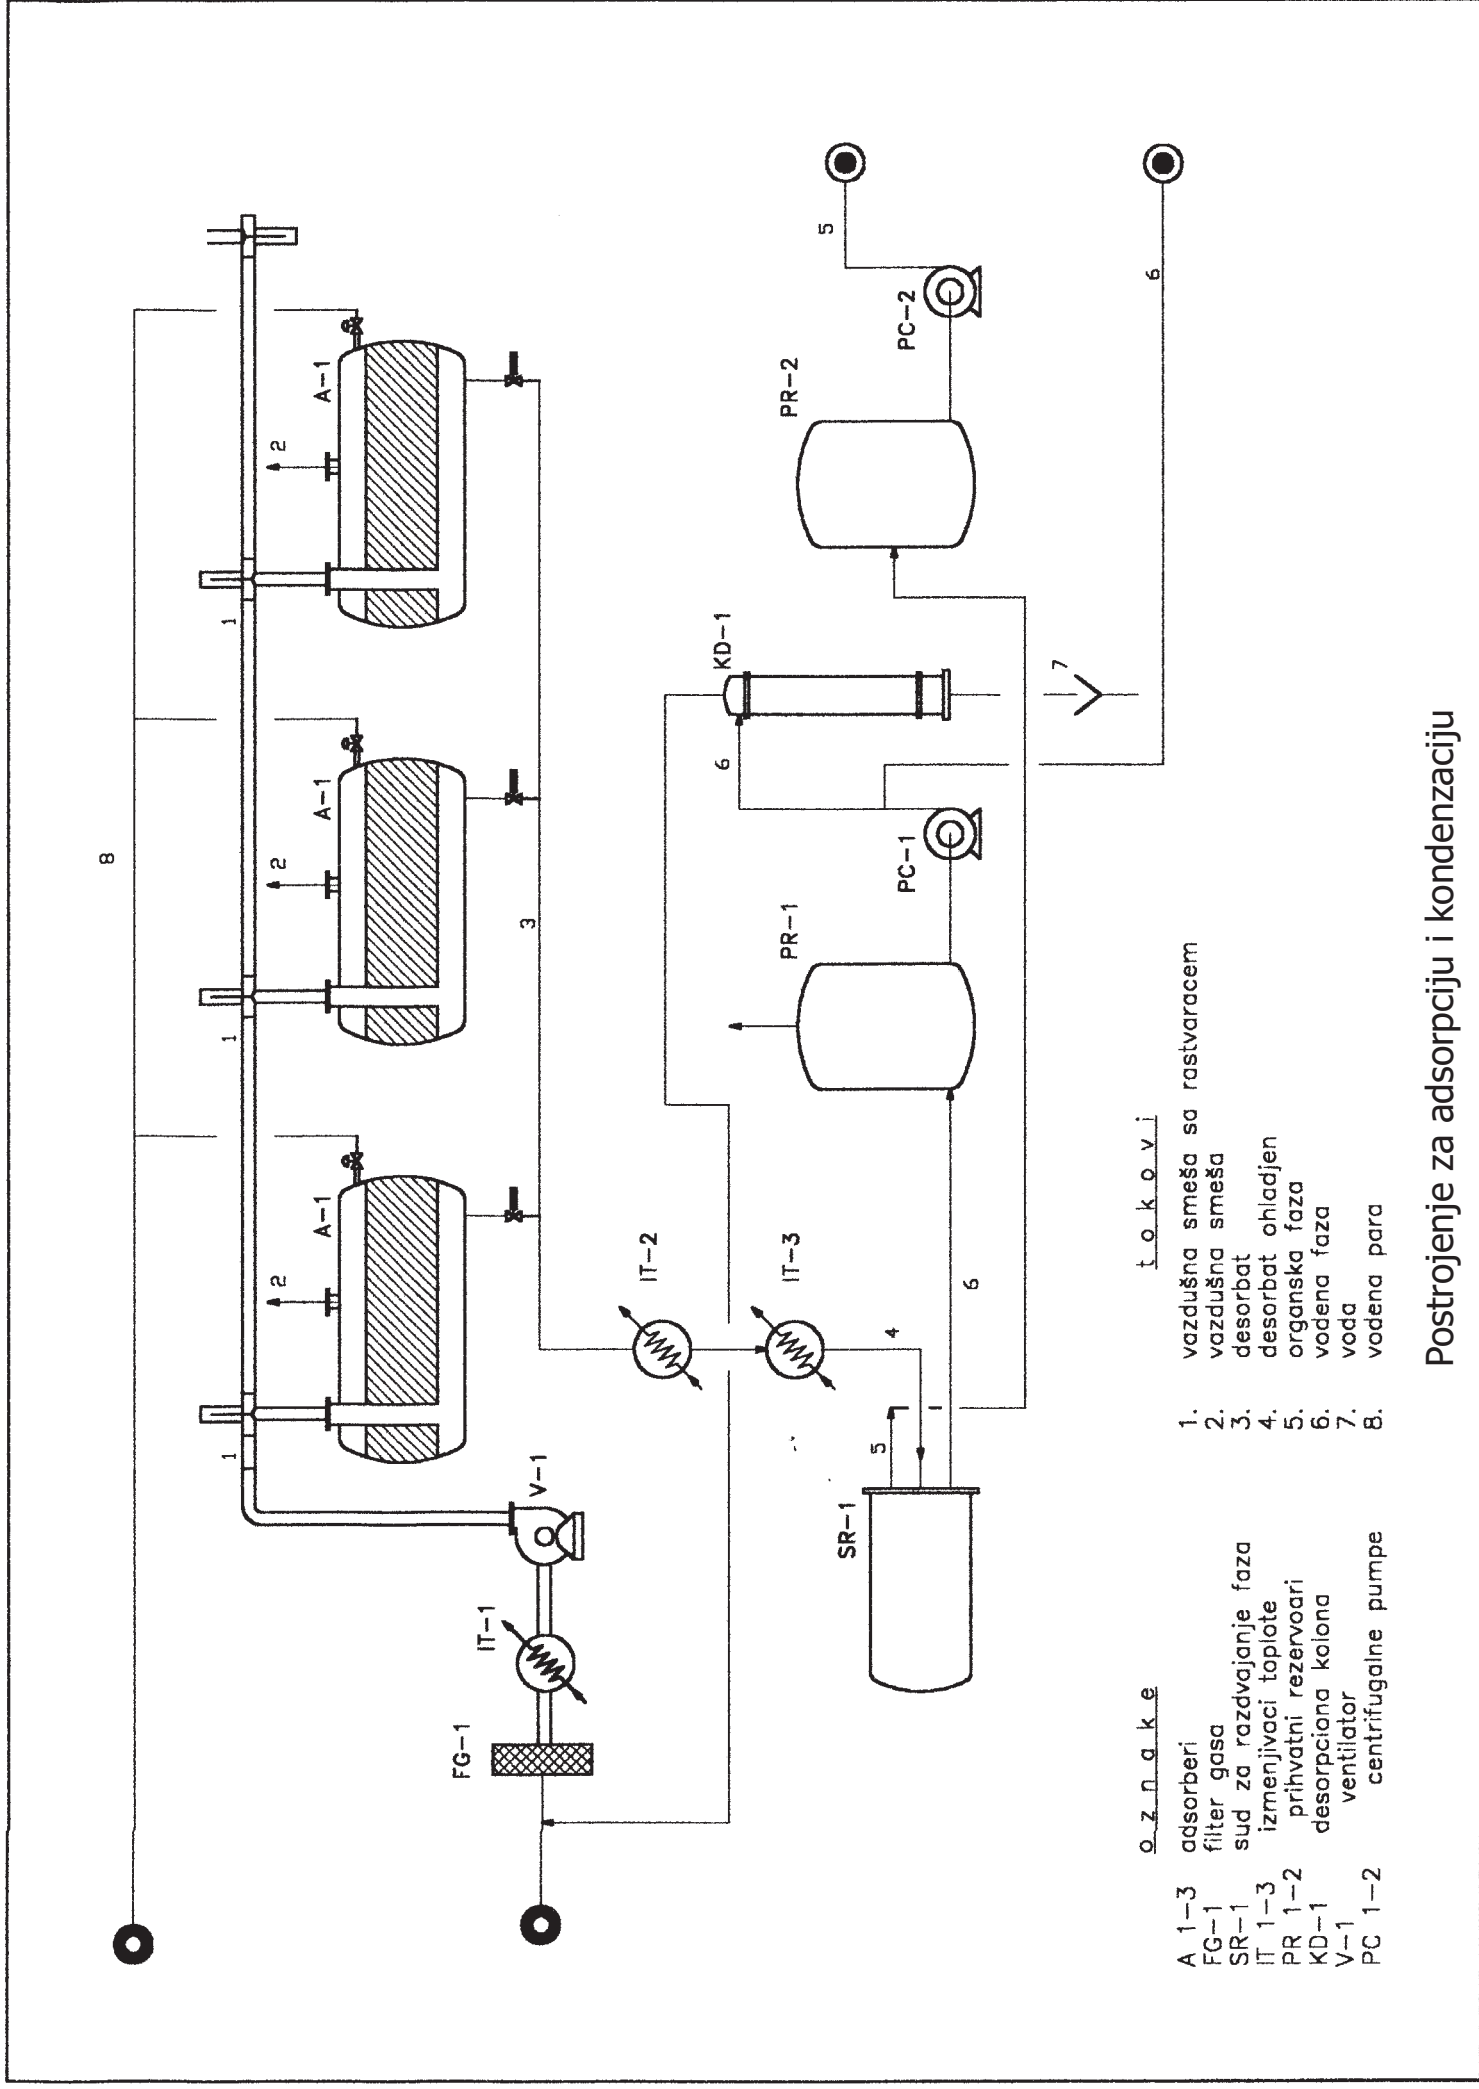 8
1
1
1
2
2
2
A-1
A-1
A-1
3
FG-1
IT-1
V-1
IT-2
IT-3
4
5
6
SR-1
PR-1
PC-1
6
KD-1
7
PR-2
PC-2
5
6
o z n a k e
A 1-3 adsorberi
FG-1 filter gasa
SR-1 sud za razdvajanje faza
IT 1-3 izmenjivaci toplote
PR 1-2 prihvatni rezervoari
KD-1 desorpciona kolona
V-1 ventilator
PC 1-2 centrifugalne pumpe
t o k o v i
1. vazdušna smeša sa rastvaracem
2. vazdušna smeša
3. desorbat
4. desorbat ohladjen
5. organska faza
6. vodena faza
7. voda
8. vodena para
Postrojenje za adsorpciju i kondenzaciju